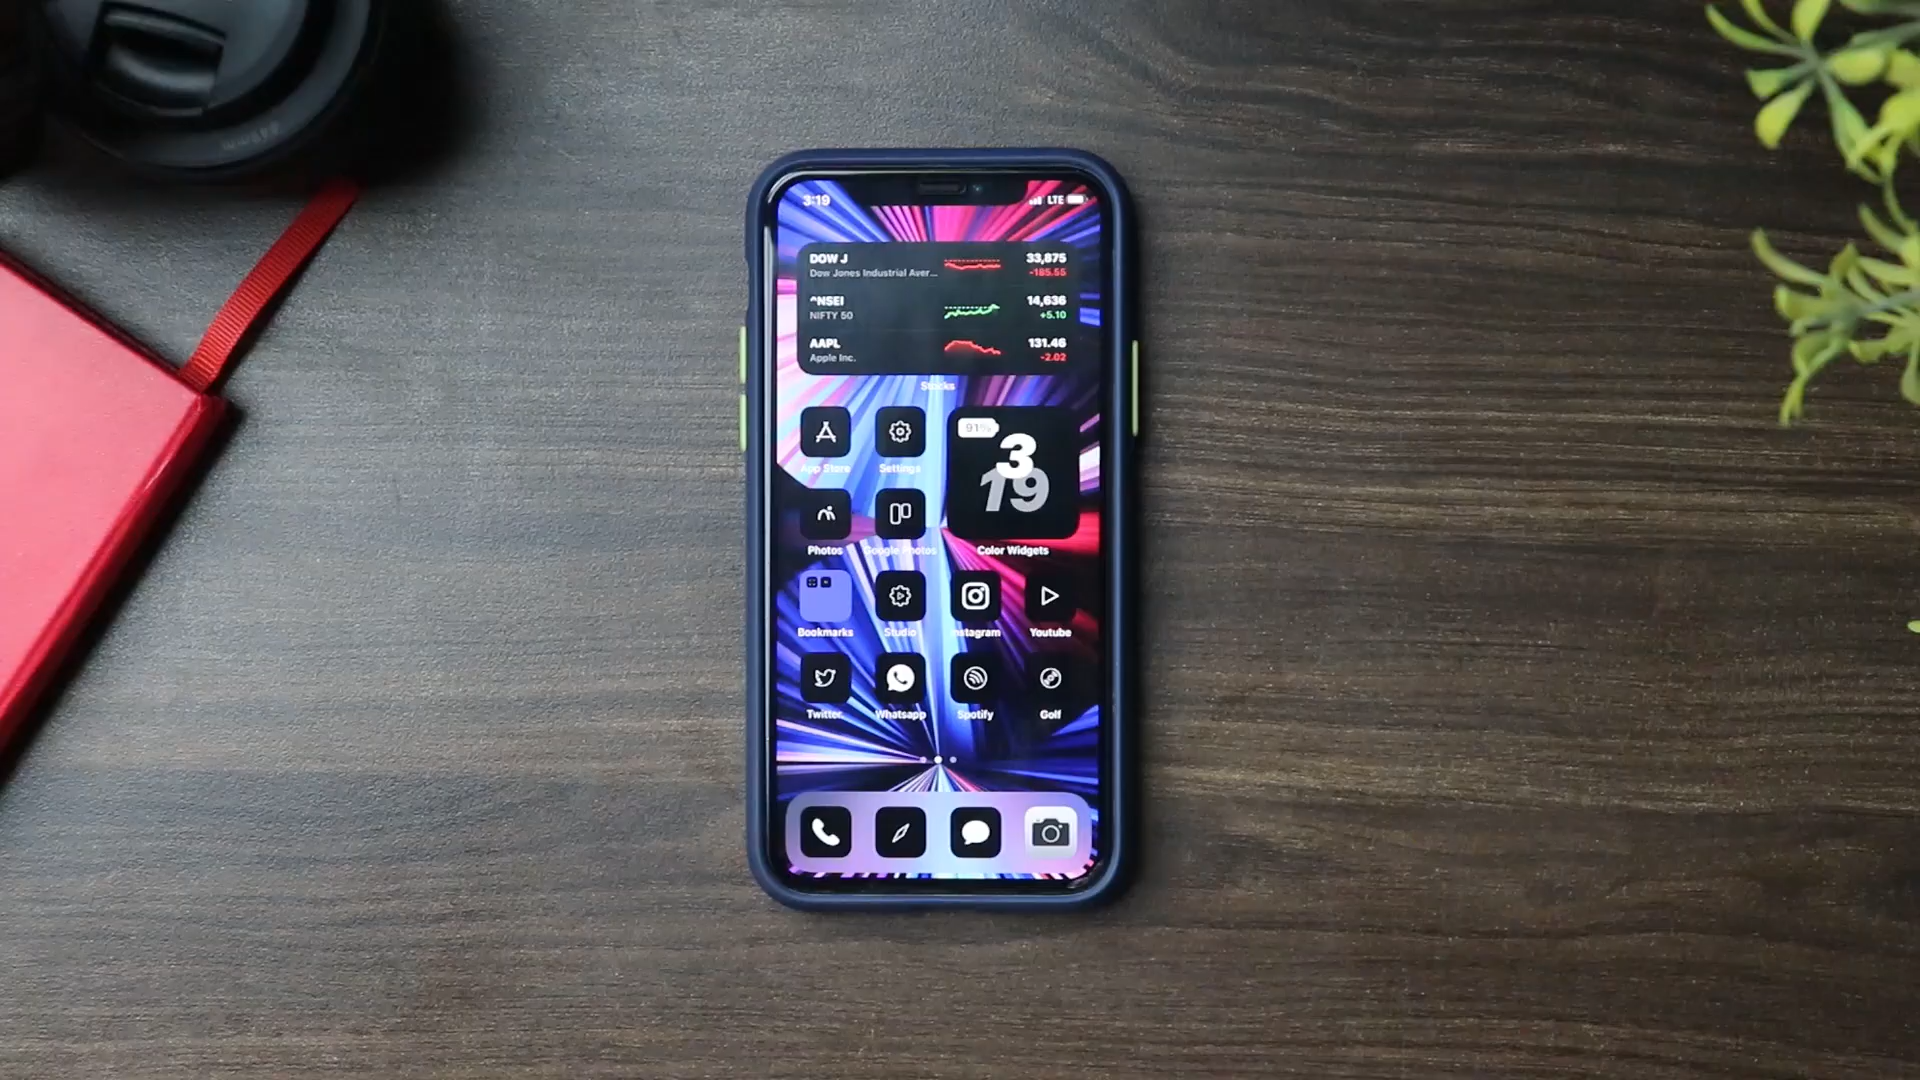 3:19 LTE
DOW J 33,875
Dow Jones Industrial Aver... -185.55
^NSEI 14,636
NIFTY 50 +5.10
AAPL 131.46
Apple Inc. -2.02
Stocks
91%
3
19
App Store Settings
Photos Google Photos Color Widgets
Bookmarks Studio Instagram Youtube
Twitter Whatsapp Spotify Golf